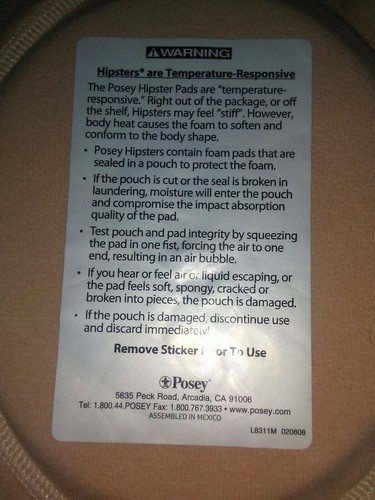 ⚠WARNING
Hipsters* are Temperature-Responsive
The Posey Hipster Pads are "temperature-
responsive." Right out of the package, or off
the shelf, Hipsters may feel "stiff". However,
body heat causes the foam to soften and
conform to the body shape.
• Posey Hipsters contain foam pads that are
sealed in a pouch to protect the foam.
• If the pouch is cut or the seal is broken in
laundering, moisture will enter the pouch
and compromise the impact absorption
quality of the pad.
• Test pouch and pad integrity by squeezing
the pad in one fist, forcing the air to one
end, resulting in an air bubble.
• If you hear or feel air or liquid escaping, or
the pad feels soft, spongy, cracked or
broken into pieces, the pouch is damaged.
• If the pouch is damaged, discontinue use
and discard immediately!
Remove Sticker Prior To Use
Posey®
5635 Peck Road, Arcadia, CA 91006
Tel: 1.800.44.POSEY Fax: 1.800.767.3933 • www.posey.com
ASSEMBLED IN MEXICO
L8311M 020808